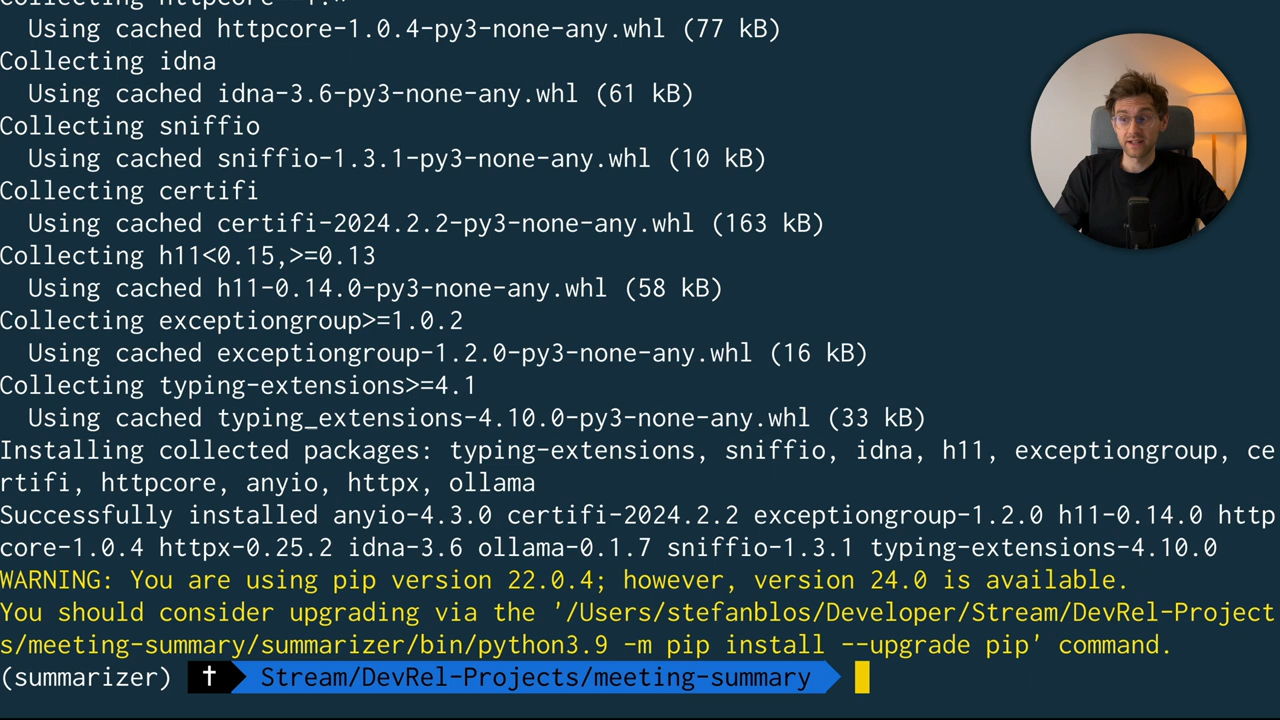 Collecting httpcore==1.*
  Using cached httpcore-1.0.4-py3-none-any.whl (77 kB)
Collecting idna
  Using cached idna-3.6-py3-none-any.whl (61 kB)
Collecting sniffio
  Using cached sniffio-1.3.1-py3-none-any.whl (10 kB)
Collecting certifi
  Using cached certifi-2024.2.2-py3-none-any.whl (163 kB)
Collecting h11<0.15,>=0.13
  Using cached h11-0.14.0-py3-none-any.whl (58 kB)
Collecting exceptiongroup>=1.0.2
  Using cached exceptiongroup-1.2.0-py3-none-any.whl (16 kB)
Collecting typing-extensions>=4.1
  Using cached typing_extensions-4.10.0-py3-none-any.whl (33 kB)
Installing collected packages: typing-extensions, sniffio, idna, h11, exceptiongroup, ce
rtifi, httpcore, anyio, httpx, ollama
Successfully installed anyio-4.3.0 certifi-2024.2.2 exceptiongroup-1.2.0 h11-0.14.0 http
core-1.0.4 httpx-0.25.2 idna-3.6 ollama-0.1.7 sniffio-1.3.1 typing-extensions-4.10.0
WARNING: You are using pip version 22.0.4; however, version 24.0 is available.
You should consider upgrading via the '/Users/stefanblos/Developer/Stream/DevRel-Project
s/meeting-summary/summarizer/bin/python3.9 -m pip install --upgrade pip' command.
(summarizer) † Stream/DevRel-Projects/meeting-summary